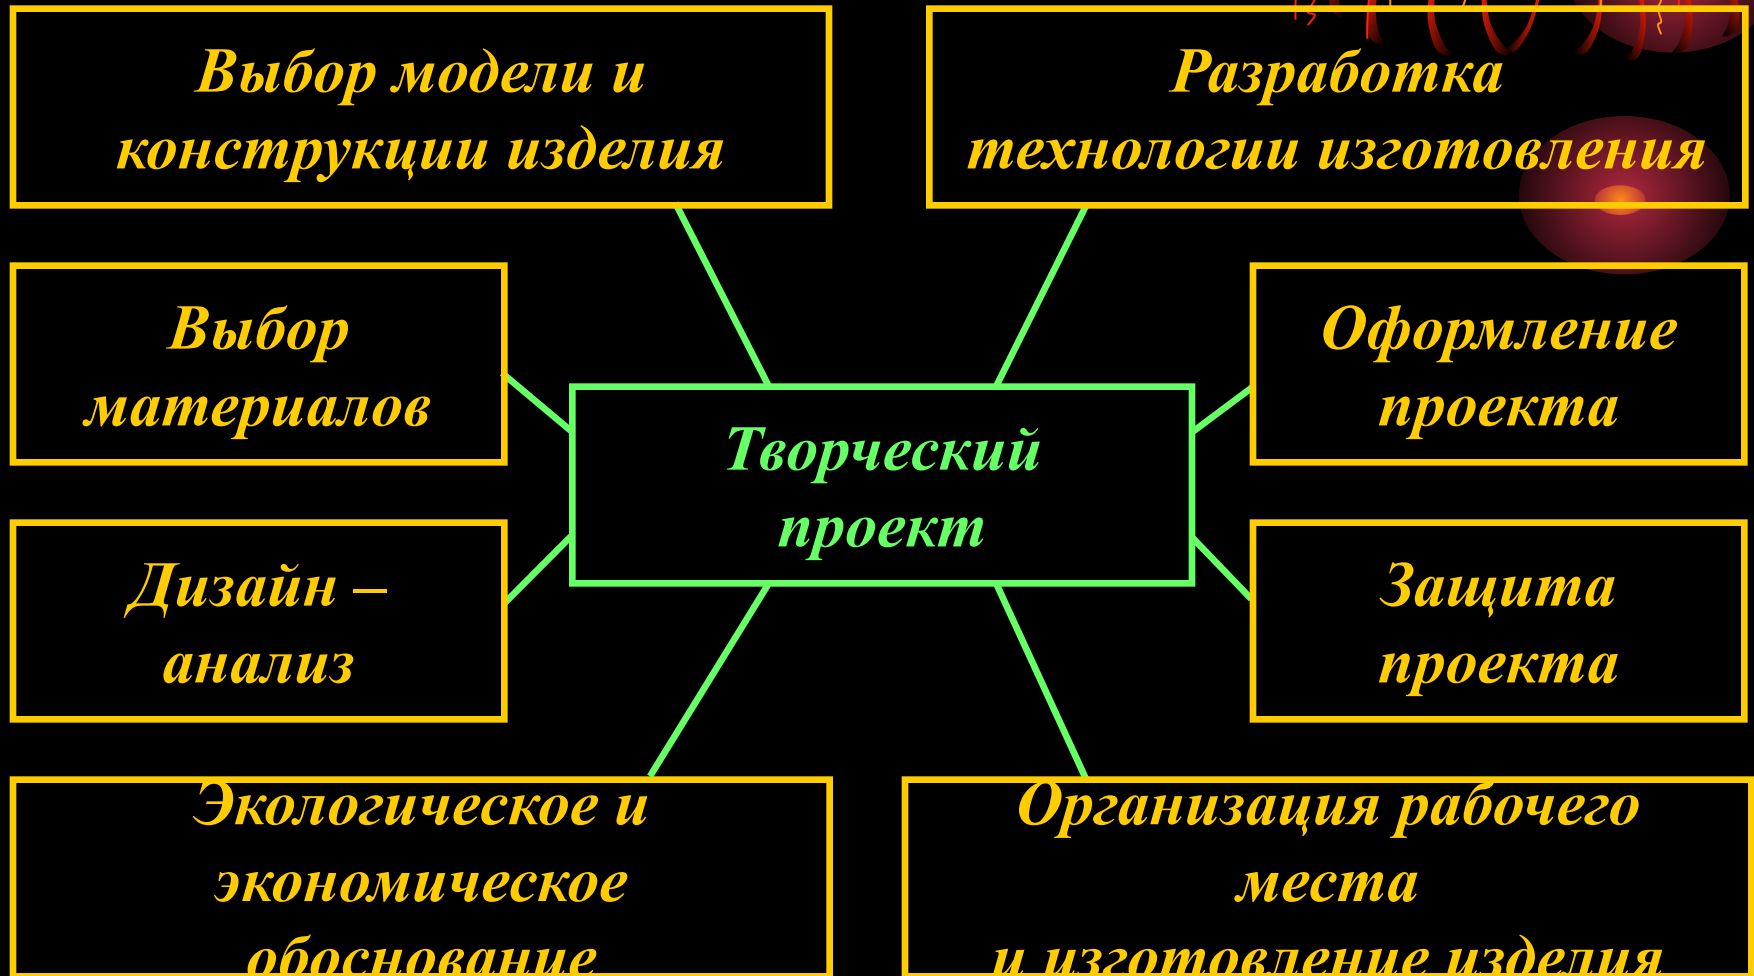 Выбор модели и
конструкции изделия
Разработка
технологии изготовления
Выбор
материалов
Оформление
проекта
Творческий
проект
Дизайн –
анализ
Защита
проекта
Экологическое и
экономическое
обоснование
Организация рабочего
места
и изготовление изделия